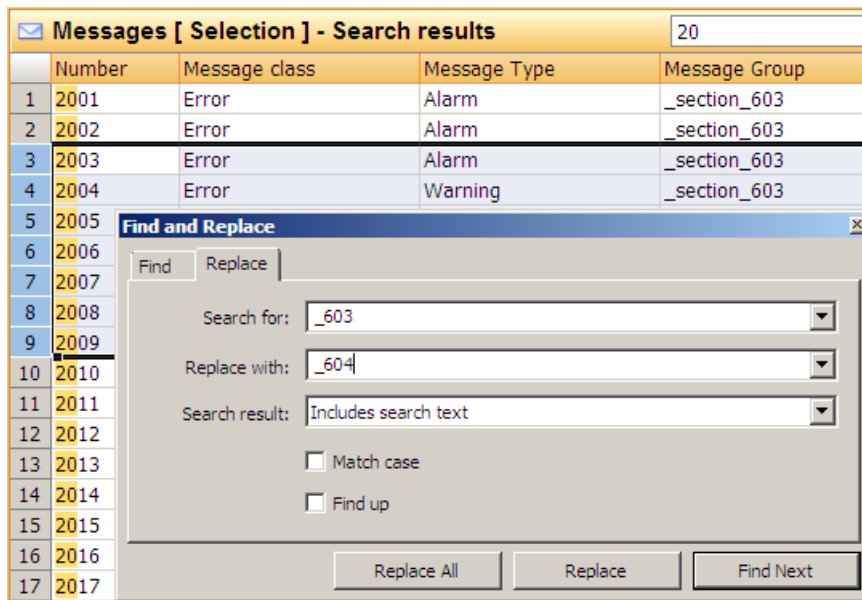 Messages [ Selection ] - Search results 20
Number Message class Message Type Message Group
1 2001 Error Alarm _section_603
2 2002 Error Alarm _section_603
3 2003 Error Alarm _section_603
4 2004 Error Warning _section_603
5 2005 Find and Replace
6 2006 Find Replace
7 2007
8 2008 Search for: _603
9 2009
10 2010 Replace with: _604
11 2011 Search result: Includes search text
12 2012
13 2013 Match case
14 2014 Find up
15 2015
16 2016 Replace All Replace Find Next
17 2017